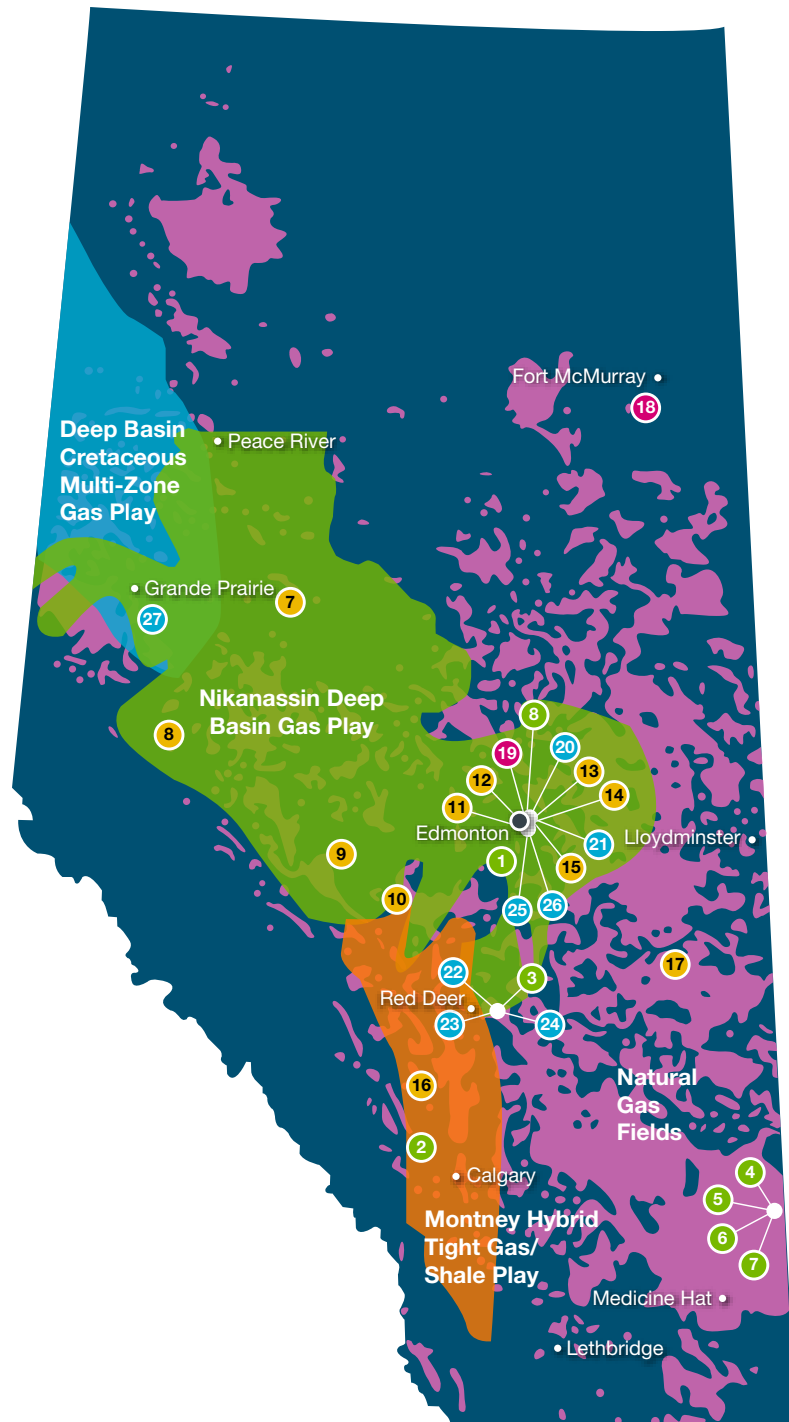 Fort McMurray
18
Deep Basin
Cretaceous
Multi-Zone
Gas Play
Peace River
Grande Prairie
7
27
Nikanassin Deep
Basin Gas Play
8
8
19
20
12
13
14
11
Edmonton
21
Lloydminster
9
1
15
10
25
26
17
22
3
Red Deer
23
24
16
Natural
Gas
Fields
2
4
Calgary
5
Montney Hybrid
Tight Gas/
Shale Play
6
7
Medicine Hat
Lethbridge